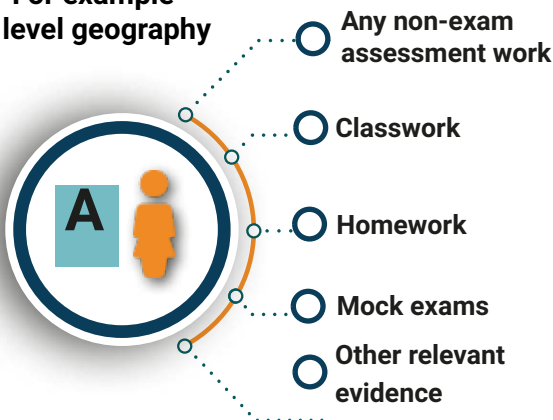 For example
level geography
Any non-exam
assessment work
Classwork
A
Homework
Mock exams
Other relevant
evidence